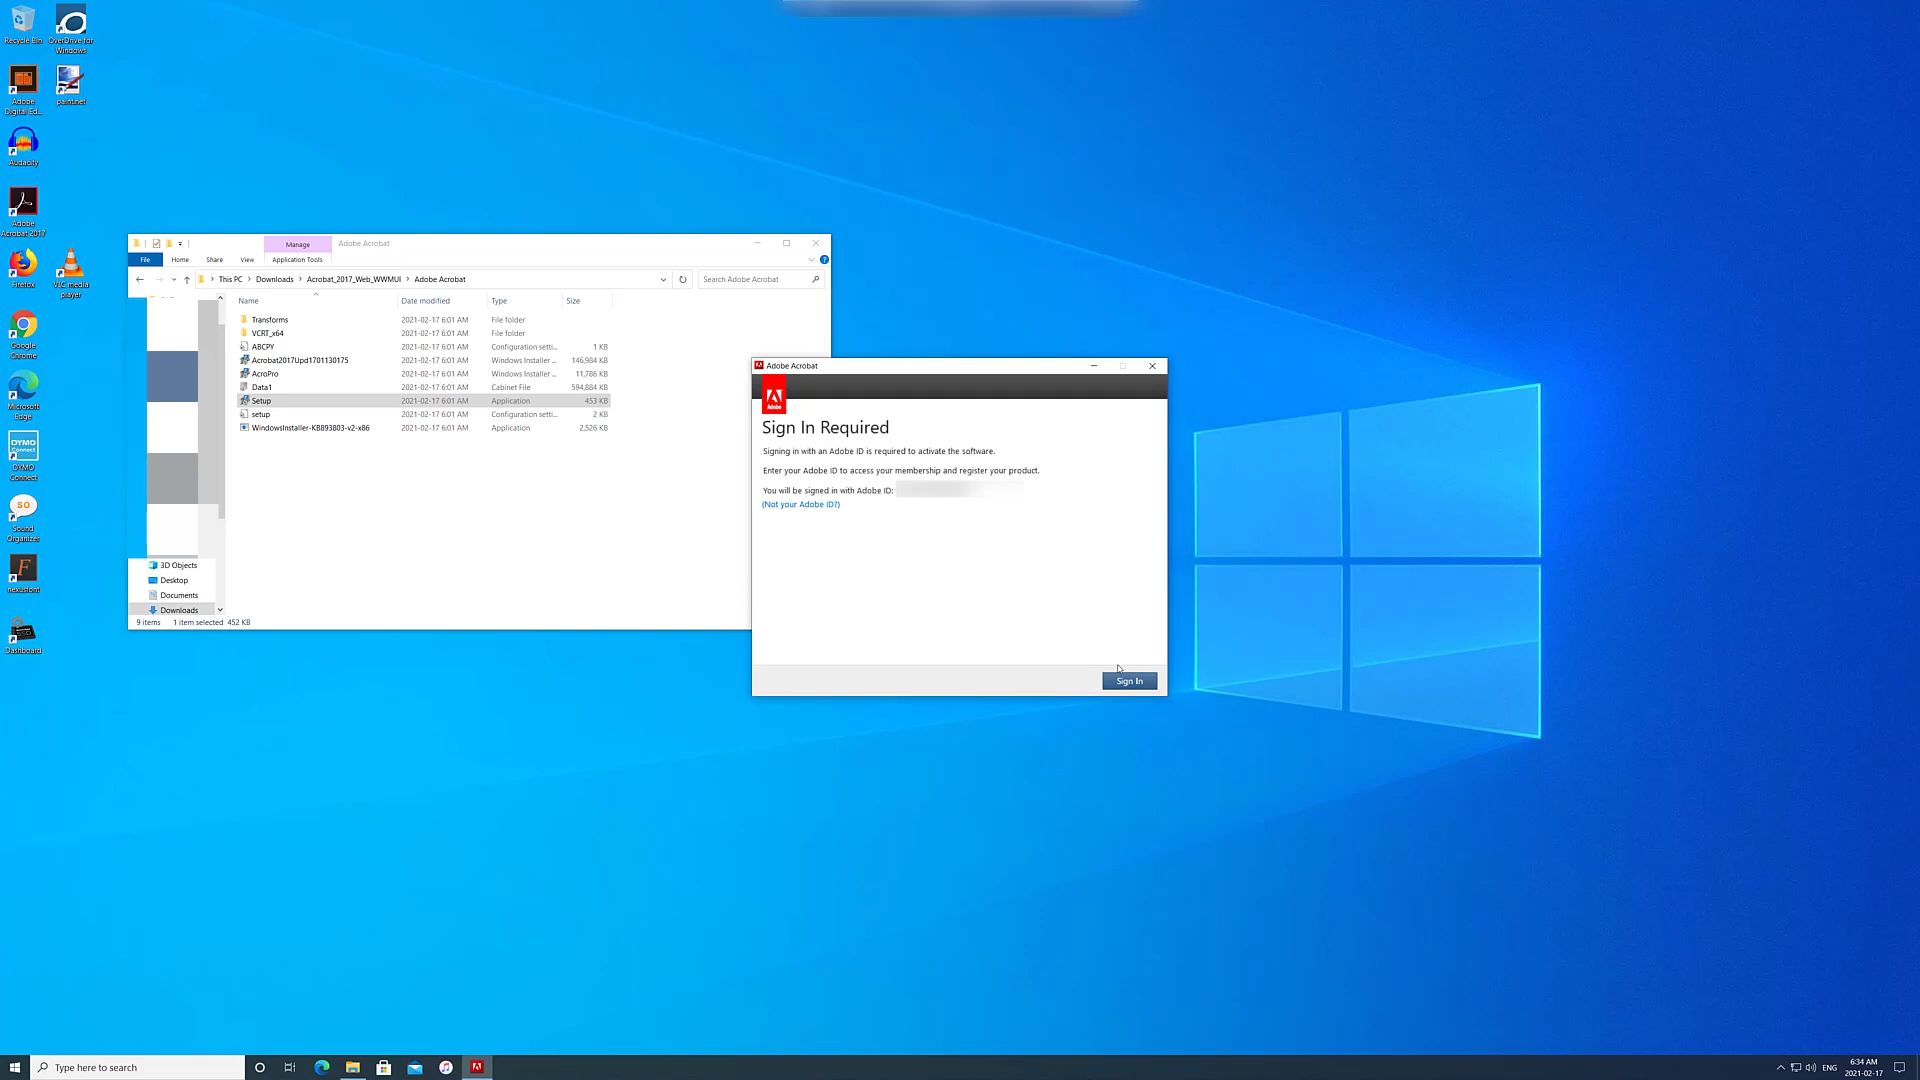 Recycle Bin
OverDrive for
Windows
Adobe
Digital Ed...
paint.net
Audacity
Adobe
Acrobat 2017
Firefox
VLC media
player
Google
Chrome
Microsoft
Edge
DYMO
Connect
DYMO
Connect
SO
Sound
Organizer
F
nexusfont
Dashboard
Manage
Adobe Acrobat
File
Home
Share
View
Application Tools
This PC
Downloads
Acrobat_2017_Web_WWMUI
Adobe Acrobat
Search Adobe Acrobat
Name
Date modified
Type
Size
Transforms 2021-02-17 6:01 AM File folder
VCRT_x64 2021-02-17 6:01 AM File folder
ABCPY 2021-02-17 6:01 AM Configuration setti... 1 KB
Acrobat2017Upd1701130175 2021-02-17 6:01 AM Windows Installer ... 146,984 KB
AcroPro 2021-02-17 6:01 AM Windows Installer ... 11,786 KB
Data1 2021-02-17 6:01 AM Cabinet File 594,884 KB
Setup 2021-02-17 6:01 AM Application 453 KB
setup 2021-02-17 6:01 AM Configuration setti... 2 KB
WindowsInstaller-KB893803-v2-x86 2021-02-17 6:01 AM Application 2,526 KB
3D Objects
Desktop
Documents
Downloads
9 items 1 item selected 452 KB
Adobe Acrobat
Adobe
Sign In Required
Signing in with an Adobe ID is required to activate the software.
Enter your Adobe ID to access your membership and register your product.
You will be signed in with Adobe ID:
(Not your Adobe ID?)
Sign In
Type here to search
ENG
6:34 AM
2021-02-17